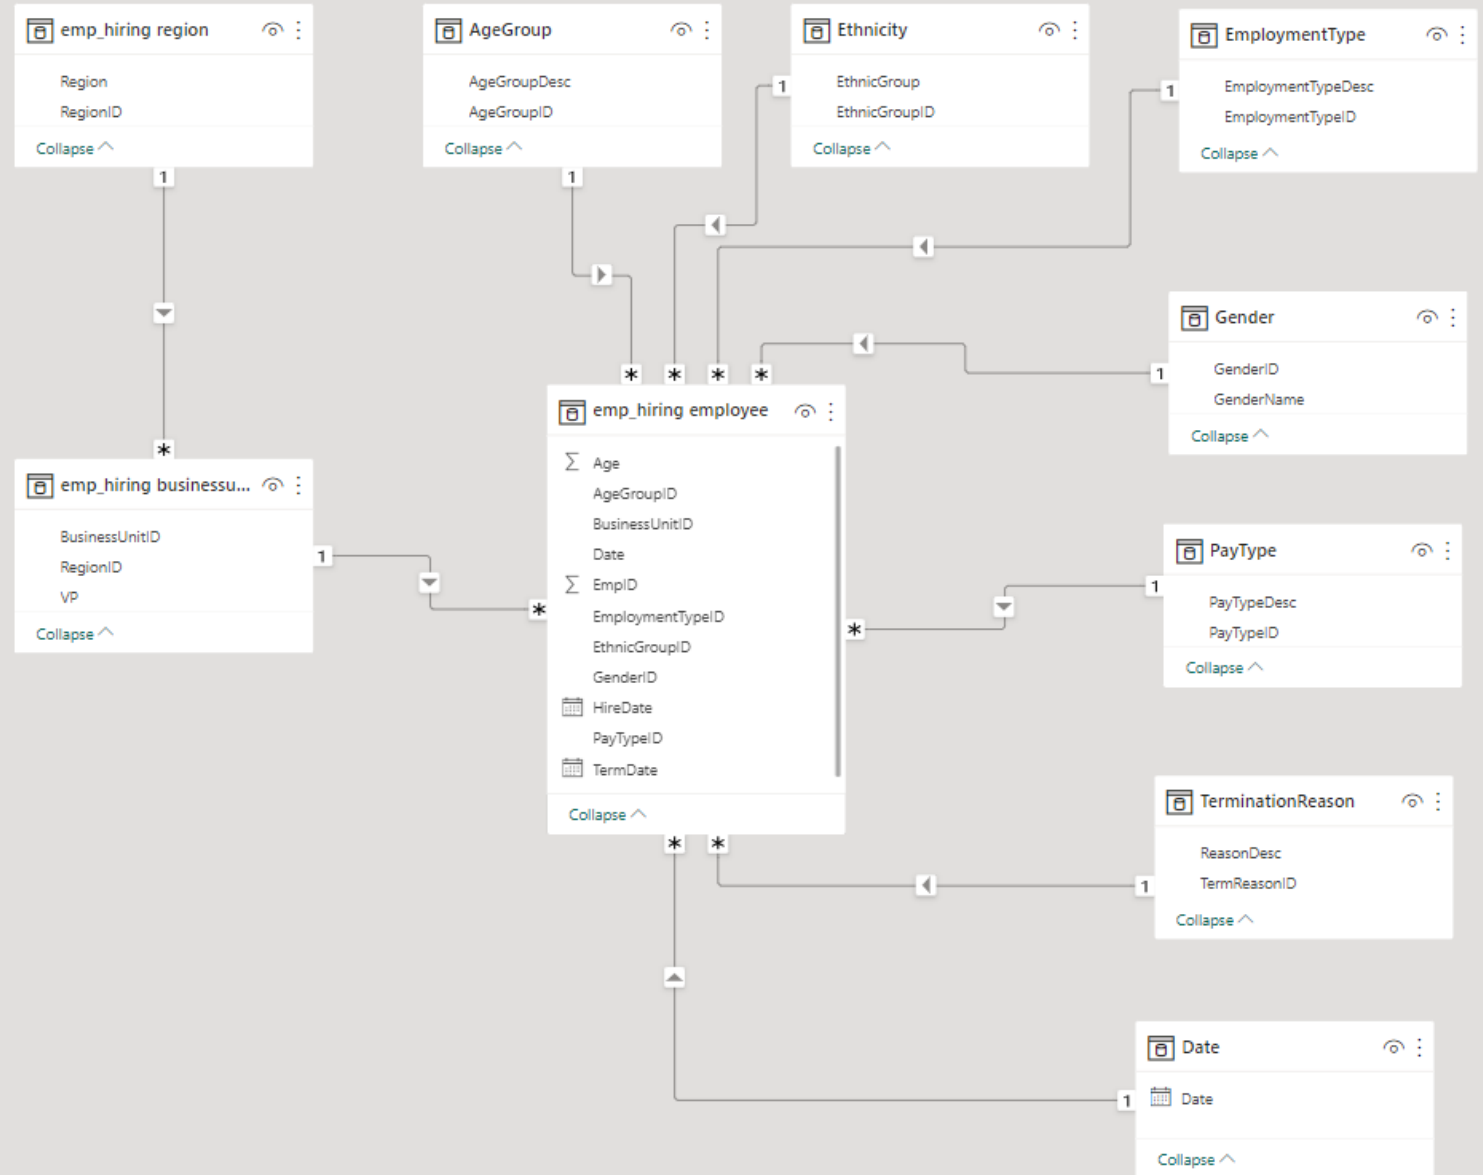 emp_hiring region
Region
RegionID
Collapse
AgeGroup
AgeGroupDesc
AgeGroupID
Collapse
Ethnicity
EthnicGroup
EthnicGroupID
Collapse
EmploymentType
EmploymentTypeDesc
EmploymentTypeID
Collapse
1
1
1
1
*
*
*
*
*
Gender
GenderID
GenderName
Collapse
1
emp_hiring businessu...
BusinessUnitID
RegionID
VP
Collapse
1
*
emp_hiring employee
Σ Age
AgeGroupID
BusinessUnitID
Date
Σ EmpID
EmploymentTypeID
EthnicGroupID
GenderID
HireDate
PayTypeID
TermDate
Collapse
*
*
*
PayType
PayTypeDesc
PayTypeID
Collapse
1
TerminationReason
ReasonDesc
TermReasonID
Collapse
1
Date
Date
Collapse
1